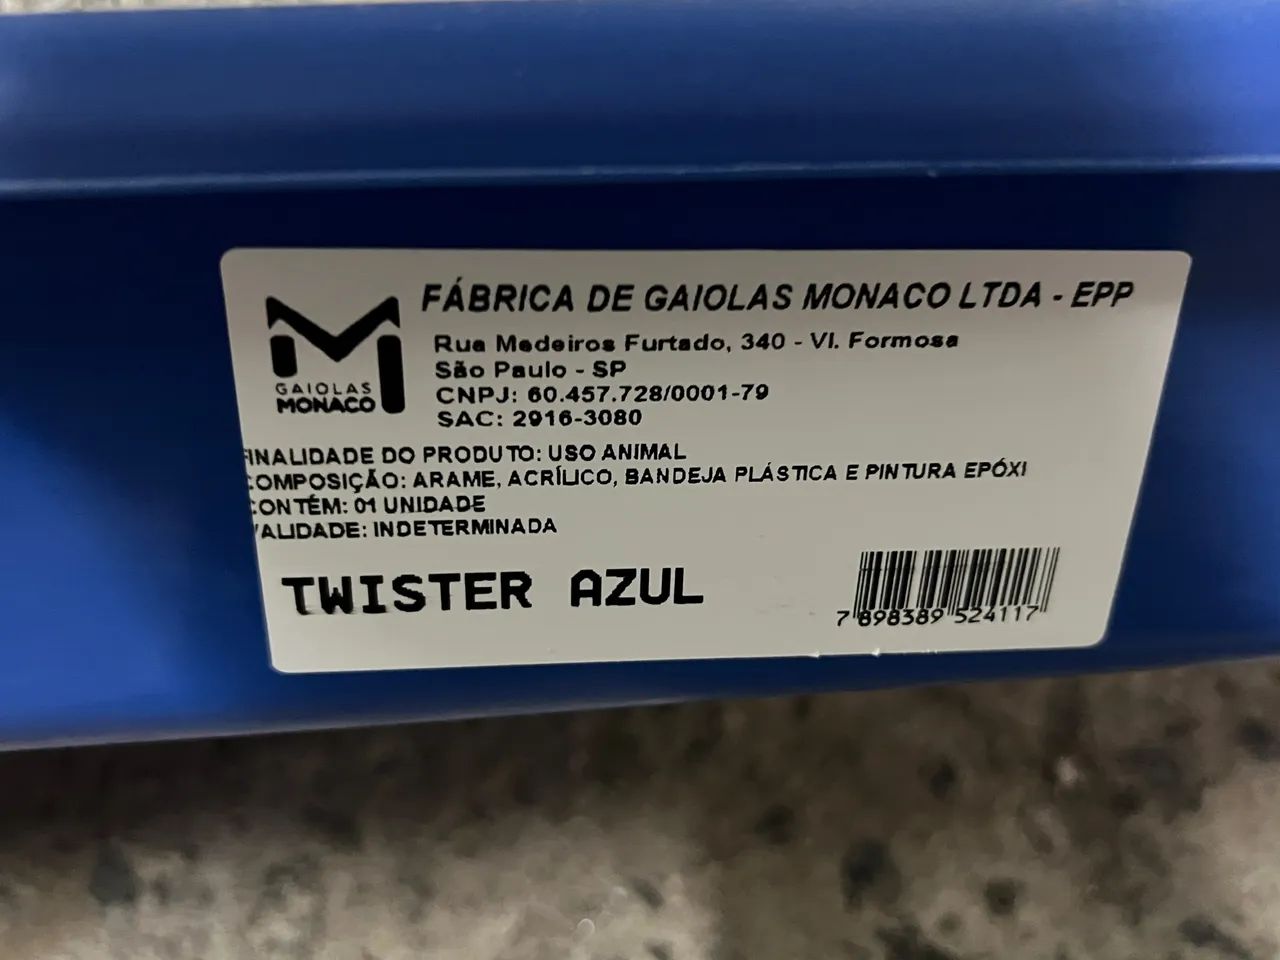 FÁBRICA DE GAIOLAS MONACO LTDA - EPP
Rua Medeiros Furtado, 340 - Vl. Formosa
São Paulo - SP
CNPJ: 60.457.728/0001-79
SAC: 2916-3080
GAIOLAS
MONACO
INALIDADE DO PRODUTO: USO ANIMAL
COMPOSIÇÃO: ARAME, ACRÍLICO, BANDEJA PLÁSTICA E PINTURA EPÓXI
CONTÉM: 01 UNIDADE
VALIDADE: INDETERMINADA
TWISTER AZUL
7 898389 524117